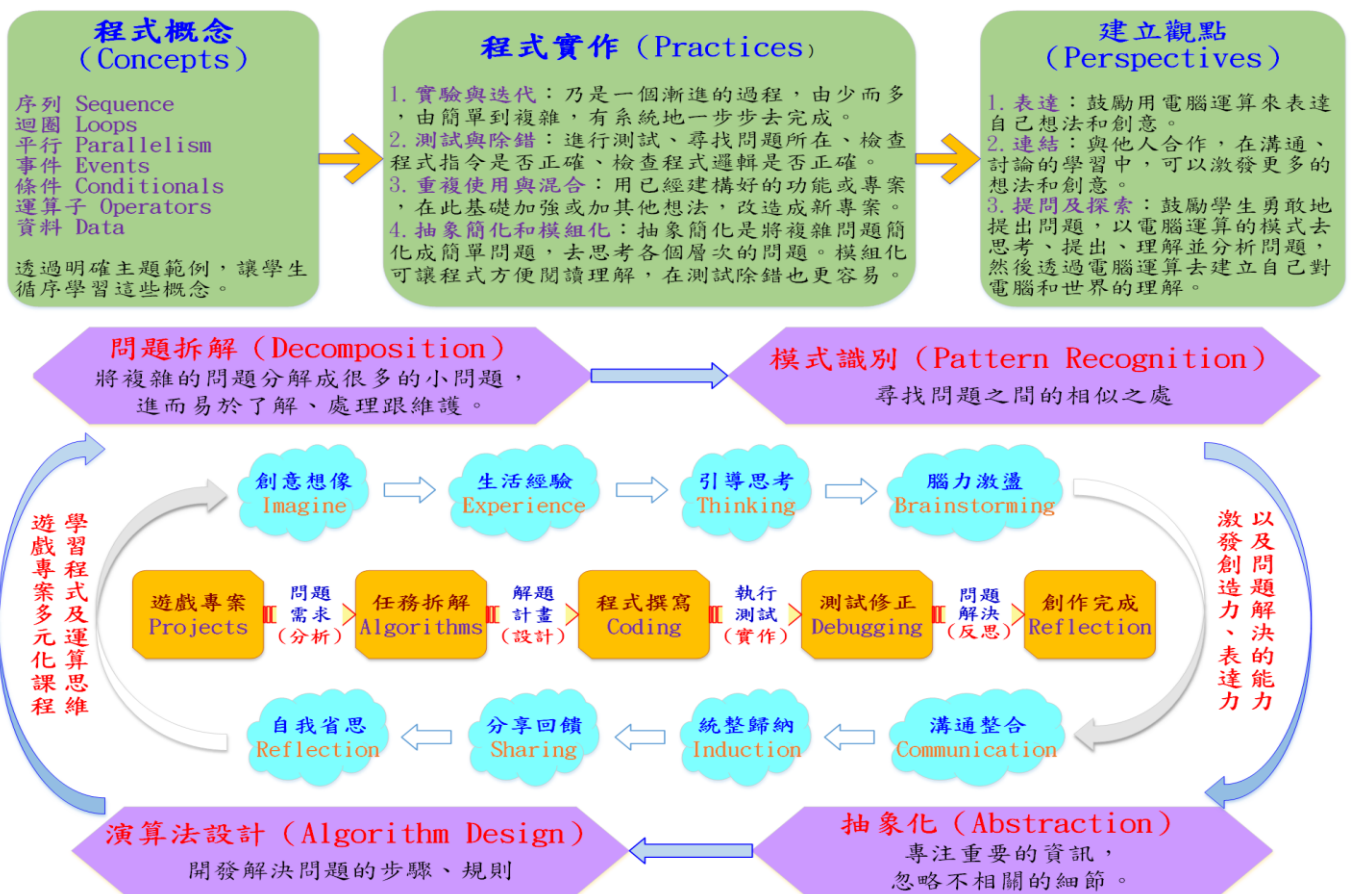 程式概念
(Concepts)
序列 Sequence
迴圈 Loops
平行 Parallelism
事件 Events
條件 Conditionals
運算子 Operators
資料 Data
透過明確主題範例，讓學生
循序學習這些概念。
程式實作（Practices）
1.實驗與迭代：乃是一個漸進的過程，由少而多
，由簡單到複雜，有系統地一步步去完成。
2.測試與除錯：進行測試、尋找問題所在、檢查
程式指令是否正確、檢查程式邏輯是否正確。
3.重複使用與混合：用已經建構好的功能或專案
，在此基礎加強或加其他想法，改造成新專案。
4.抽象簡化和模組化：抽象簡化是將複雜問題簡
化成簡單問題，去思考各個層次的問題。模組化
可讓程式方便閱讀理解，在測試除錯也更容易。
建立觀點
（Perspectives）
1.表達：鼓勵用電腦運算來表達
自己想法和創意。
2.連結：與他人合作，在溝通、
討論的學習中，可以激發更多的
想法和創意。
3.提問及探索：鼓勵學生勇敢地
提出問題，以電腦運算的模式去
思考、提出、理解並分析問題，
然後透過電腦運算去建立自己對
電腦和世界的理解。
問題拆解（Decomposition）
將複雜的問題分解成很多的小問題，
進而易於了解、處理跟維護。
模式識別（Pattern Recognition）
尋找問題之間的相似之處
創意想像
Imagine
生活經驗
Experience
引導思考
Thinking
腦力激盪
Brainstorming
學習程式及運算思維
遊戲專案多元化課程
遊戲專案
Projects
問題
需求
(分析)
任務拆解
Algorithms
解題
計畫
(設計)
程式撰寫
Coding
執行
測試
(實作)
測試修正
Debugging
問題
解決
(反思)
創作完成
Reflection
以及問題解決的能力
激發創造力、表達力
自我省思
Reflection
分享回饋
Sharing
統整歸納
Induction
溝通整合
Communication
演算法設計（Algorithm Design）
開發解決問題的步驟、規則
抽象化（Abstraction）
專注重要的資訊，
忽略不相關的細節。